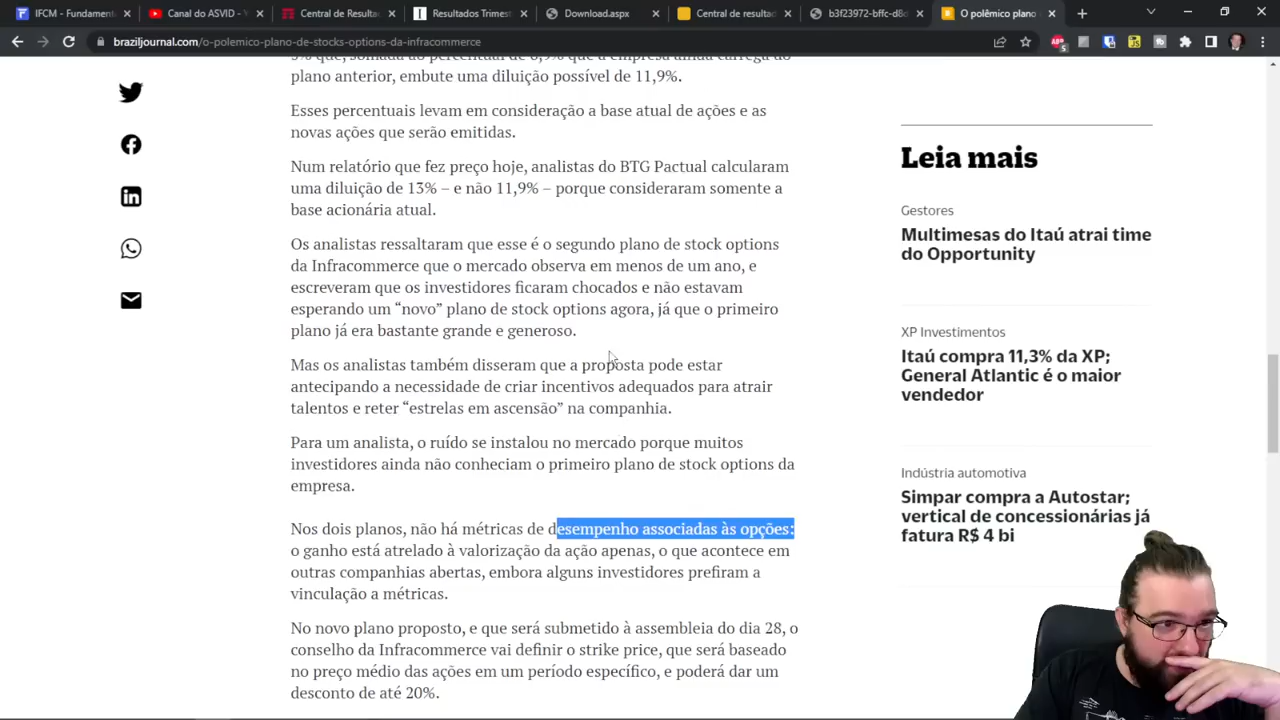 IFCM - Fundament
Canal do ASVID - V
Central de Resulta
Resultados Trimest
Download.aspx
Central de resultad
b3523972-bffc-d8d
O polêmico plano
braziljournal.com/o-polemico-plano-de-stocks-options-da-infracommerce
plano anterior, embute uma diluição possível de 11,9%.
Esses percentuais levam em consideração a base atual de ações e as
novas ações que serão emitidas.
Num relatório que fez preço hoje, analistas do BTG Pactual calcularam
uma diluição de 13% – e não 11,9% – porque consideraram somente a
base acionária atual.
Os analistas ressaltaram que esse é o segundo plano de stock options
da Infracommerce que o mercado observa em menos de um ano, e
escreveram que os investidores ficaram chocados e não estavam
esperando um “novo” plano de stock options agora, já que o primeiro
plano já era bastante grande e generoso.
Mas os analistas também disseram que a proposta pode estar
antecipando a necessidade de criar incentivos adequados para atrair
talentos e reter “estrelas em ascensão” na companhia.
Para um analista, o ruído se instalou no mercado porque muitos
investidores ainda não conheciam o primeiro plano de stock options da
empresa.
Nos dois planos, não há métricas de desempenho associadas às opções:
o ganho está atrelado à valorização da ação apenas, o que acontece em
outras companhias abertas, embora alguns investidores prefiram a
vinculação a métricas.
No novo plano proposto, e que será submetido à assembleia do dia 28, o
conselho da Infracommerce vai definir o strike price, que será baseado
no preço médio das ações em um período específico, e poderá dar um
desconto de até 20%.
Leia mais
Gestores
Multimesas do Itaú atrai time
do Opportunity
XP Investimentos
Itaú compra 11,3% da XP;
General Atlantic é o maior
vendedor
Indústria automotiva
Simpar compra a Autostar;
vertical de concessionárias já
fatura R$ 4 bi